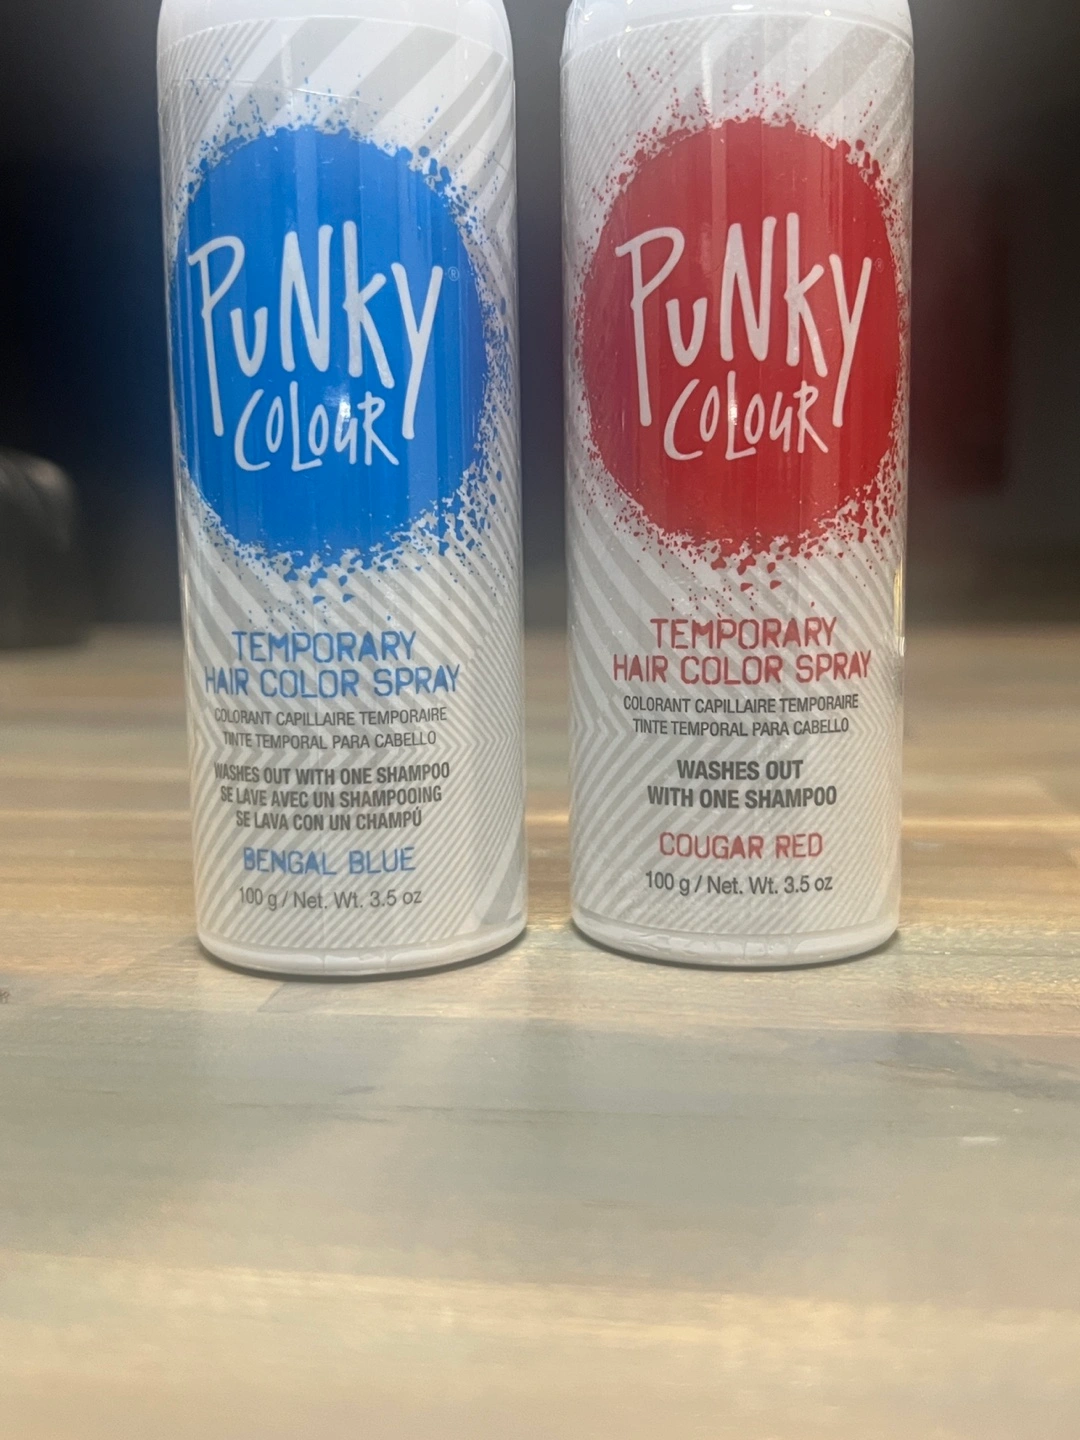 PUNKY®
COLOUR
TEMPORARY
HAIR COLOR SPRAY
COLORANT CAPILLAIRE TEMPORAIRE
TINTE TEMPORAL PARA CABELLO
WASHES OUT WITH ONE SHAMPOO
SE LAVE AVEC UN SHAMPOOING
SE LAVA CON UN CHAMPÚ
BENGAL BLUE
100 g / Net. Wt. 3.5 oz
PUNKY®
COLOUR
TEMPORARY
HAIR COLOR SPRAY
COLORANT CAPILLAIRE TEMPORAIRE
TINTE TEMPORAL PARA CABELLO
WASHES OUT
WITH ONE SHAMPOO
COUGAR RED
100 g / Net. Wt. 3.5 oz